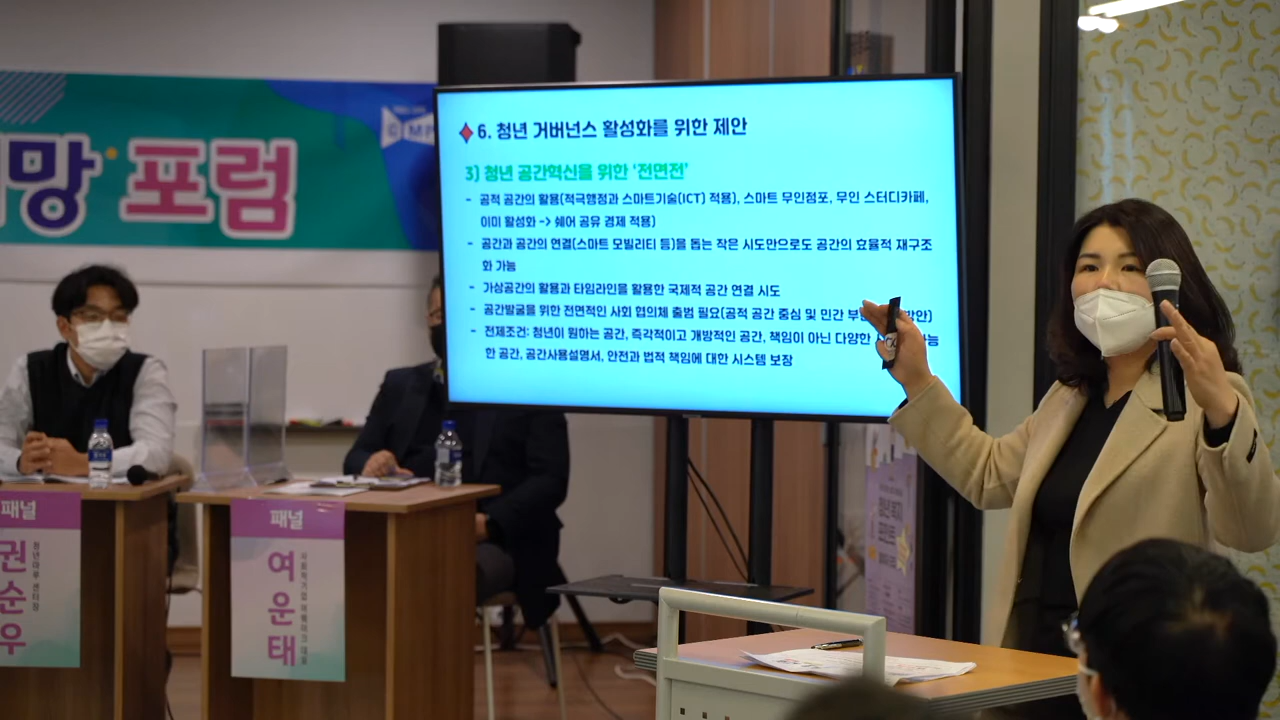 망 포럼
6. 청년 거버넌스 활성화를 위한 제안
3) 청년 공간혁신을 위한 '전면전'
- 공적 공간의 활용(적극행정과 스마트기술(ICT) 적용), 스마트 무인점포, 무인 스터디카페,
이미 활성화 -> 쉐어 공유 경제 적용)
- 공간과 공간의 연결(스마트 모빌리티 등)을 돕는 작은 시도만으로도 공간의 효율적 재구조
화 가능
- 가상공간의 활용과 타임라인을 활용한 국제적 공간 연결 시도
- 공간발굴을 위한 전면적인 사회 협의체 출범 필요(공적 공간 중심 및 민간 방안)
- 전제조건: 청년이 원하는 공간, 즉각적이고 개방적인 공간, 책임이 아닌 다양한
한 공간, 공간사용설명서, 안전과 법적 책임에 대한 시스템 보장
패널
권순우
청년마루 센터장
패널
여운태